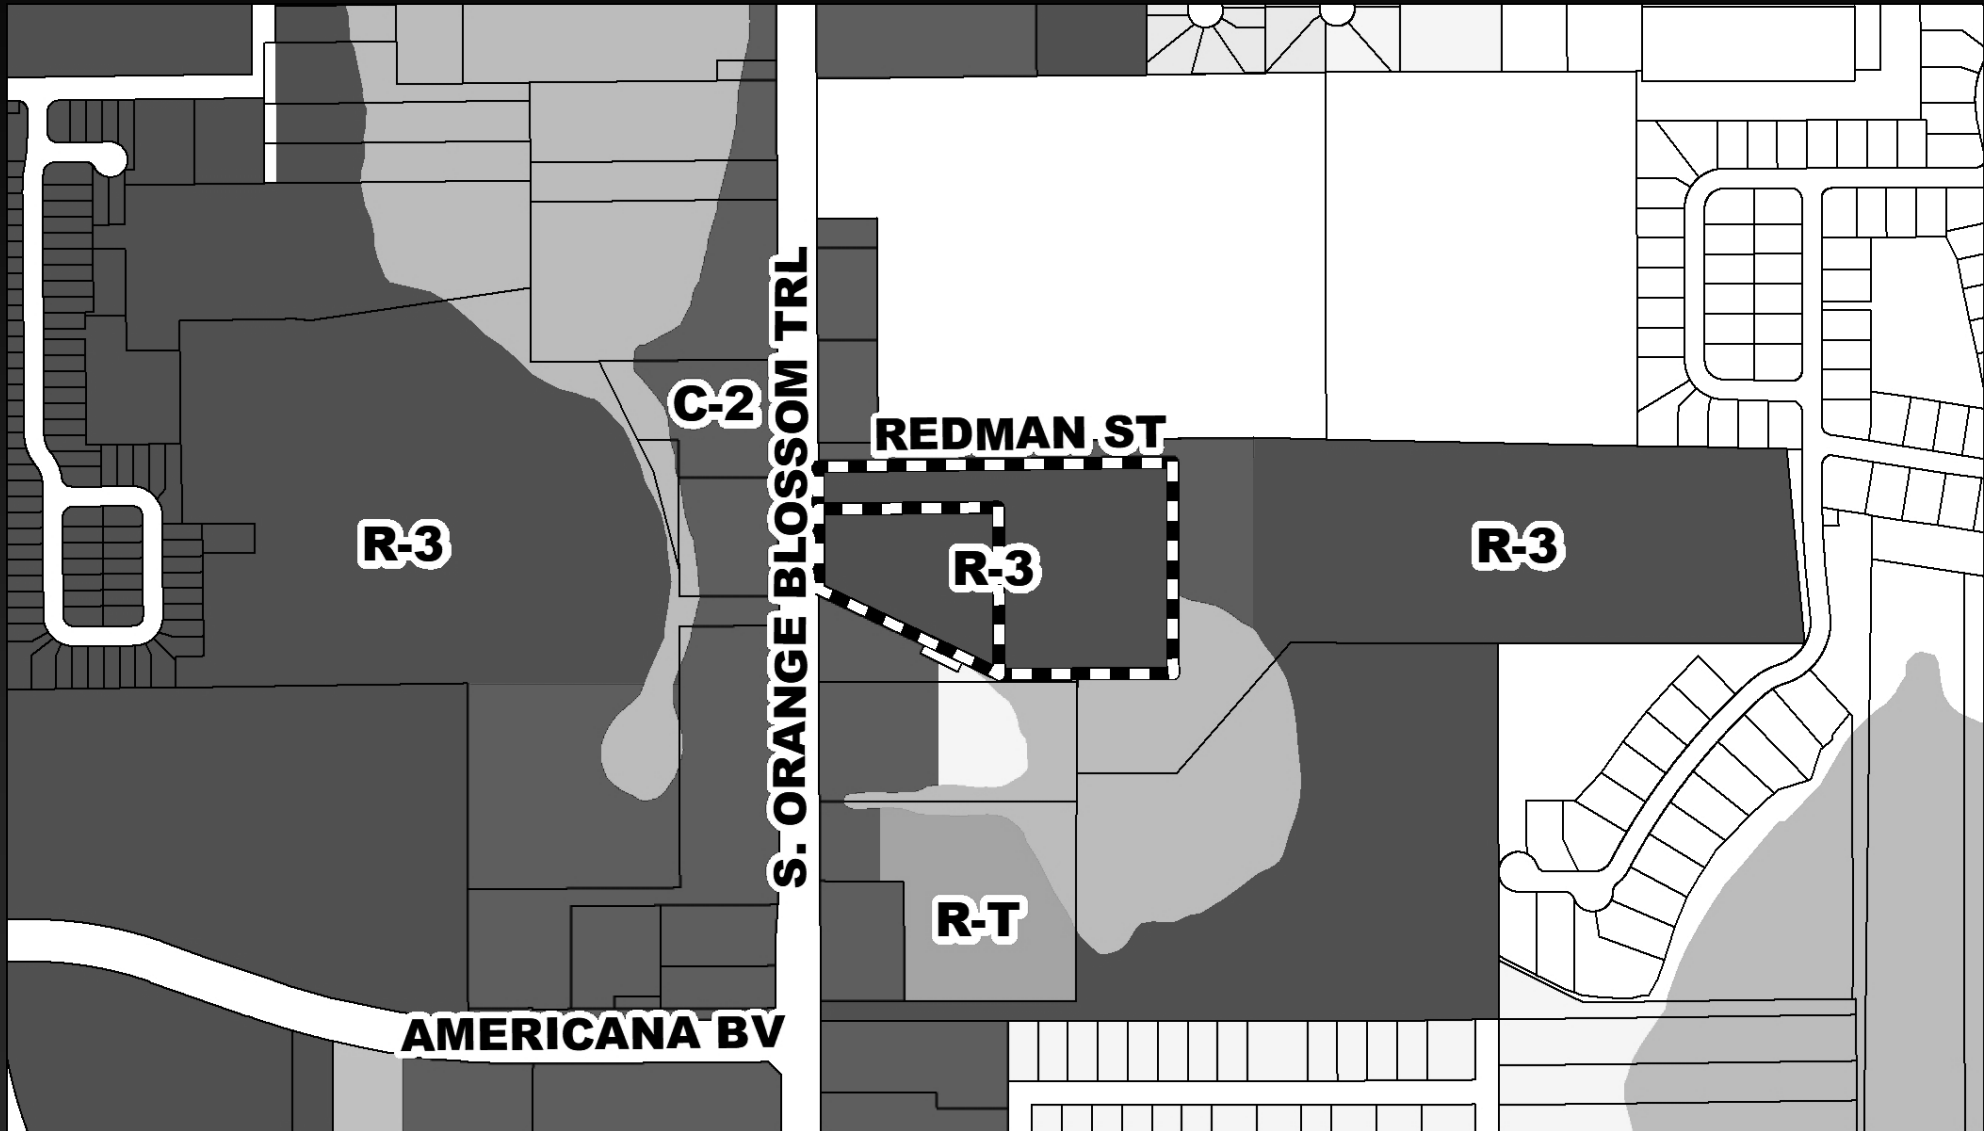 S. ORANGE BLOSSOM TRL
C-2
REDMAN ST
R-3
R-3
R-3
R-T
AMERICANA BV